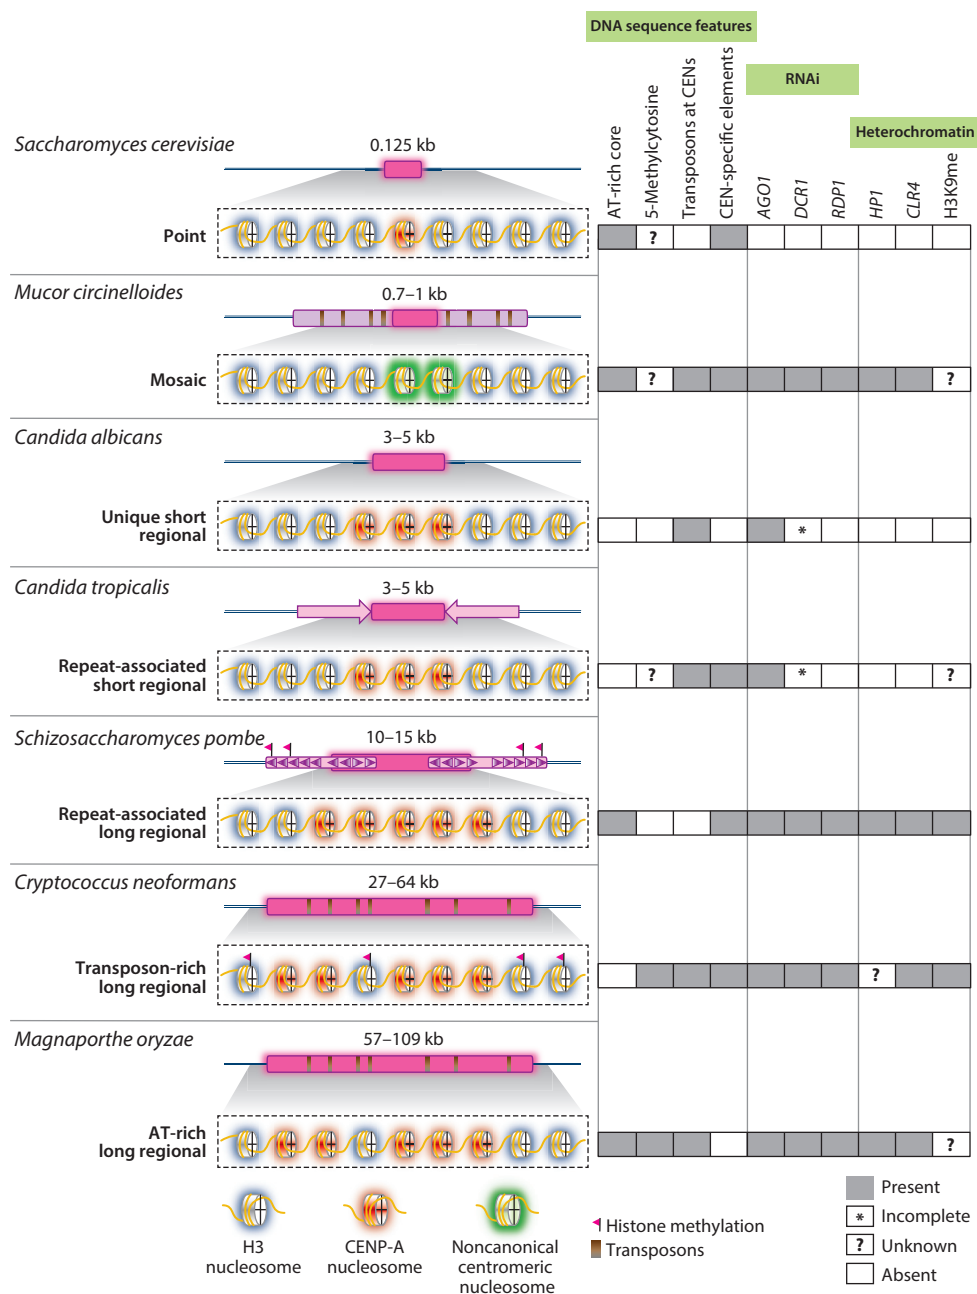 DNA sequence features
RNAi
Heterochromatin
AT-rich core
5-Methylcytosine
Transposons at CENs
CEN-specific elements
AGO1
DCR1
RDP1
HP1
CLR4
H3K9me
Saccharomyces cerevisiae
0.125 kb
Point
?
Mucor circinelloides
0.7–1 kb
Mosaic
? ?
Candida albicans
3–5 kb
Unique short
regional
*
Candida tropicalis
3–5 kb
Repeat-associated
short regional
? * ?
Schizosaccharomyces pombe
10–15 kb
Repeat-associated
long regional
Cryptococcus neoformans
27–64 kb
Transposon-rich
long regional
?
Magnaporthe oryzae
57–109 kb
AT-rich
long regional
?
H3
nucleosome
CENP-A
nucleosome
Noncanonical
centromeric
nucleosome
Histone methylation
Transposons
Present
* Incomplete
? Unknown
Absent